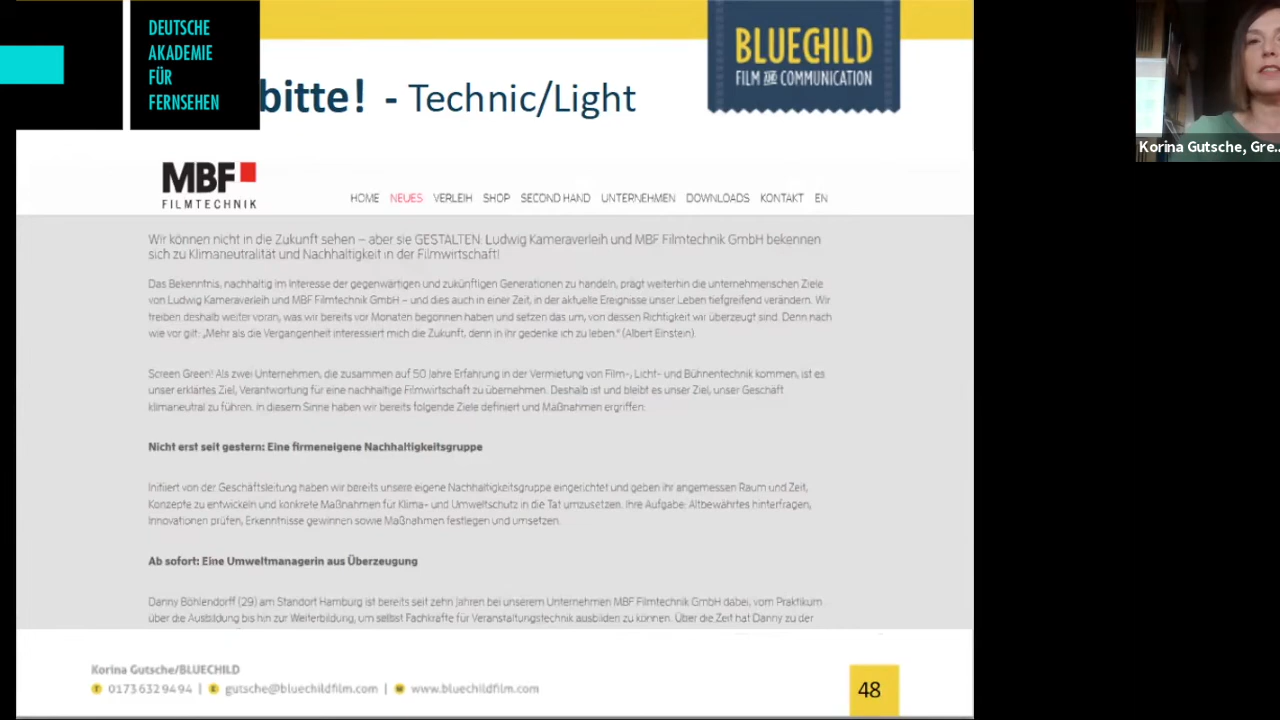 DEUTSCHE
AKADEMIE
FÜR
FERNSEHEN
bitte! - Technic/Light
BLUECHILD
FILM AND COMMUNICATION
Korina Gutsche, Gre...
MBF
FILMTECHNIK
HOME NEUES VERLEIH SHOP SECOND HAND UNTERNEHMEN DOWNLOADS KONTAKT EN
Wir können nicht in die Zukunft sehen – aber sie GESTALTEN: Ludwig Kameraverleih und MBF Filmtechnik GmbH bekennen
sich zu Klimaneutralität und Nachhaltigkeit in der Filmwirtschaft!
Das Bekenntnis, nachhaltig im Interesse der gegenwärtigen und zukünftigen Generationen zu handeln, prägt weiterhin die unternehmerischen Ziele
von Ludwig Kameraverleih und MBF Filmtechnik GmbH – und dies auch in einer Zeit, in der aktuelle Ereignisse unser Leben tiefgreifend verändern. Wir
treiben deshalb weiter voran, was wir bereits vor Monaten begonnen haben und setzen das um, von dessen Richtigkeit wir überzeugt sind. Denn nach
wie vor gilt: „Mehr als die Vergangenheit interessiert mich die Zukunft, denn in ihr gedenke ich zu leben.“ (Albert Einstein).
Screen Green! Als zwei Unternehmen, die zusammen auf 50 Jahre Erfahrung in der Vermietung von Film-, Licht- und Bühnentechnik kommen, ist es
unser erklärtes Ziel, Verantwortung für eine nachhaltige Filmwirtschaft zu übernehmen. Deshalb ist und bleibt es unser Ziel, unser Geschäft
klimaneutral zu führen. In diesem Sinne haben wir bereits folgende Ziele definiert und Maßnahmen ergriffen:
Nicht erst seit gestern: Eine firmeneigene Nachhaltigkeitsgruppe
Initiiert von der Geschäftsleitung haben wir bereits unsere eigene Nachhaltigkeitsgruppe eingerichtet und geben ihr angemessen Raum und Zeit,
Konzepte zu entwickeln und konkrete Maßnahmen für Klima- und Umweltschutz in die Tat umzusetzen. Ihre Aufgabe: Altbewährtes hinterfragen,
Innovationen prüfen, Erkenntnisse gewinnen sowie Maßnahmen festlegen und umsetzen.
Ab sofort: Eine Umweltmanagerin aus Überzeugung
Danny Böhlendorff (29) am Standort Hamburg ist bereits seit zehn Jahren bei unserem Unternehmen MBF Filmtechnik GmbH dabei, vom Praktikum
über die Ausbildung bis hin zur Weiterbildung, um selbst Fachkräfte für Veranstaltungstechnik ausbilden zu können. Über die Zeit hat Danny zu der
Korina Gutsche/BLUECHILD
T 0173 632 94 94 | E gutsche@bluechildfilm.com | W www.bluechildfilm.com
48